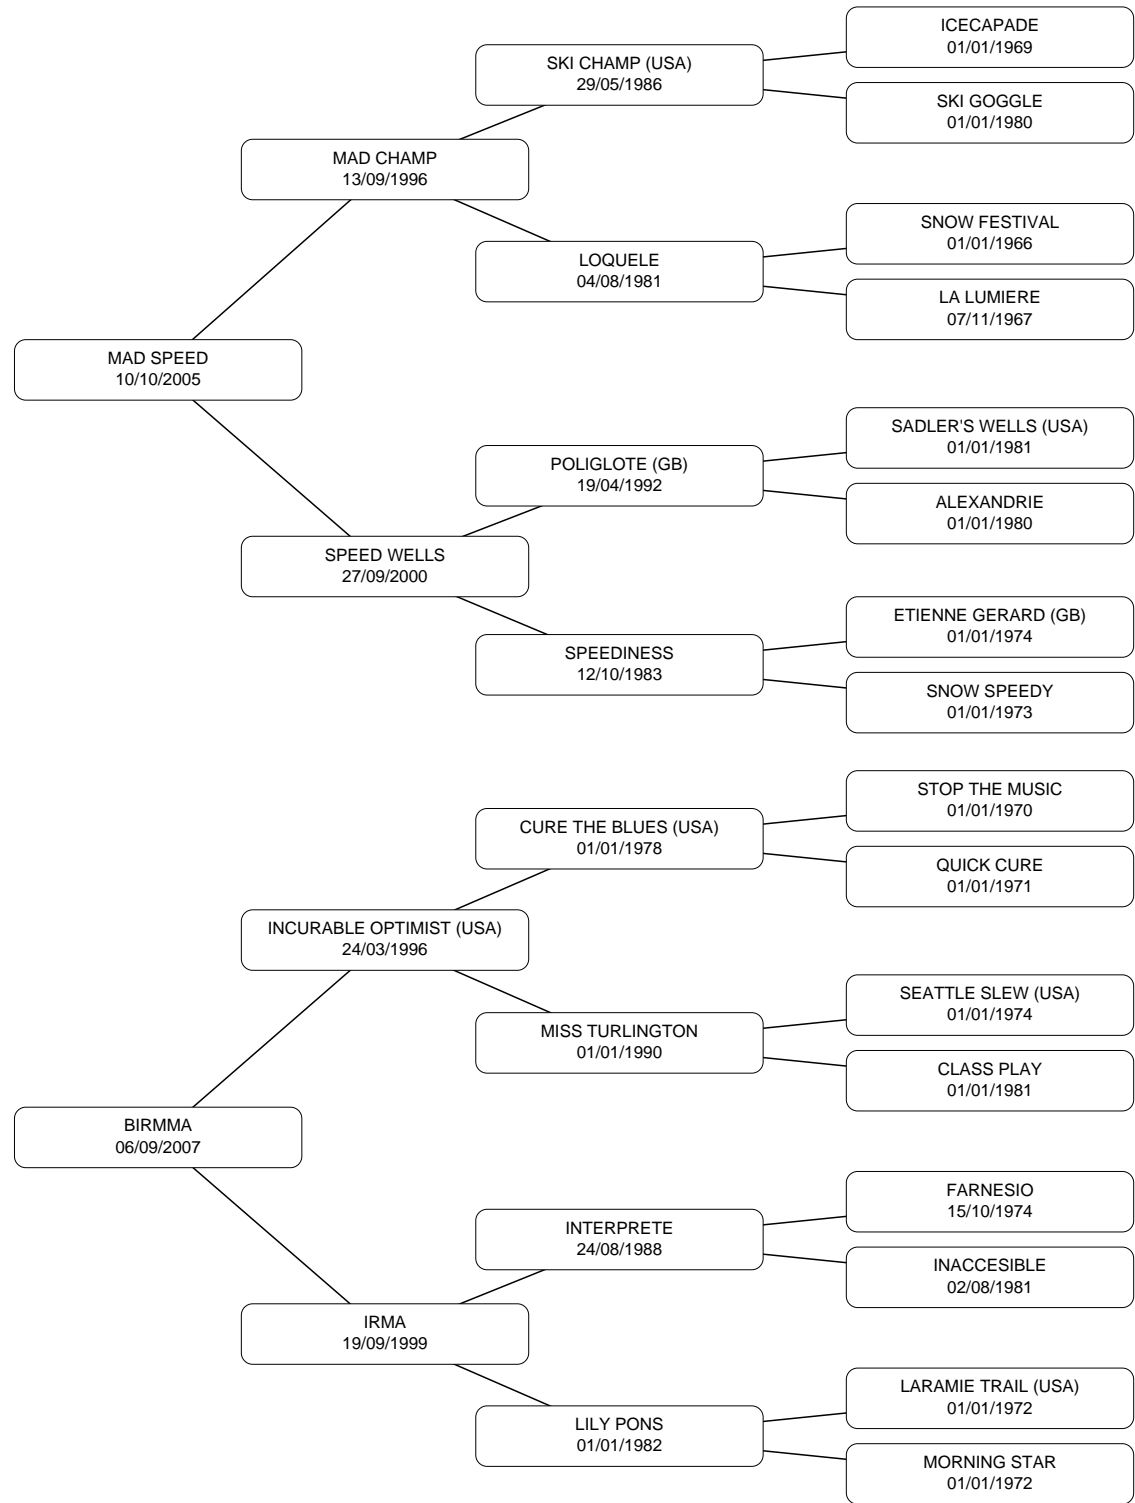 ICECAPADE
01/01/1969
SKI CHAMP (USA)
29/05/1986
SKI GOGGLE
01/01/1980
MAD CHAMP
13/09/1996
SNOW FESTIVAL
01/01/1966
LOQUELE
04/08/1981
LA LUMIERE
07/11/1967
MAD SPEED
10/10/2005
SADLER'S WELLS (USA)
01/01/1981
POLIGLOTE (GB)
19/04/1992
ALEXANDRIE
01/01/1980
SPEED WELLS
27/09/2000
ETIENNE GERARD (GB)
01/01/1974
SPEEDINESS
12/10/1983
SNOW SPEEDY
01/01/1973
STOP THE MUSIC
01/01/1970
CURE THE BLUES (USA)
01/01/1978
QUICK CURE
01/01/1971
INCURABLE OPTIMIST (USA)
24/03/1996
SEATTLE SLEW (USA)
01/01/1974
MISS TURLINGTON
01/01/1990
CLASS PLAY
01/01/1981
BIRMMA
06/09/2007
FARNESIO
15/10/1974
INTERPRETE
24/08/1988
INACCESIBLE
02/08/1981
IRMA
19/09/1999
LARAMIE TRAIL (USA)
01/01/1972
LILY PONS
01/01/1982
MORNING STAR
01/01/1972